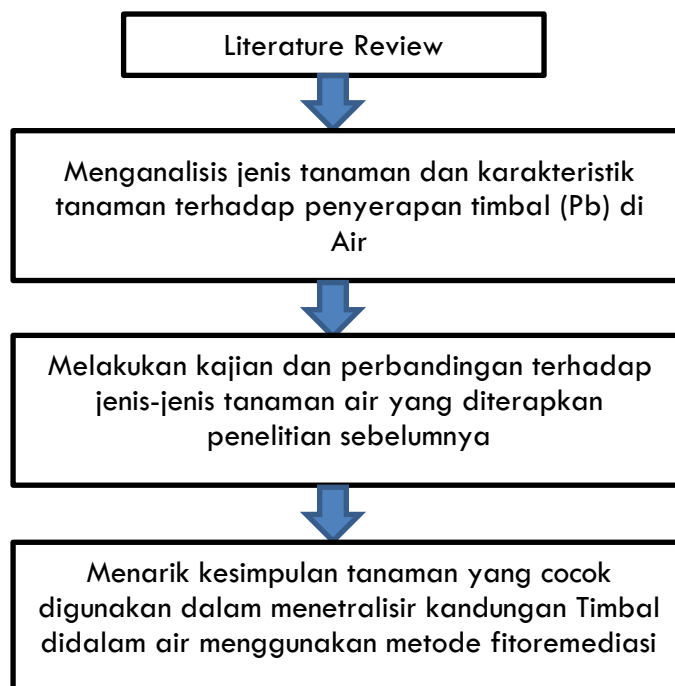 Literature Review
Menganalisis jenis tanaman dan karakteristik
tanaman terhadap penyerapan timbal (Pb) di
Air
Melakukan kajian dan perbandingan terhadap
jenis-jenis tanaman air yang diterapkan
penelitian sebelumnya
Menarik kesimpulan tanaman yang cocok
digunakan dalam menetralisir kandungan Timbal
didalam air menggunakan metode fitoremediasi